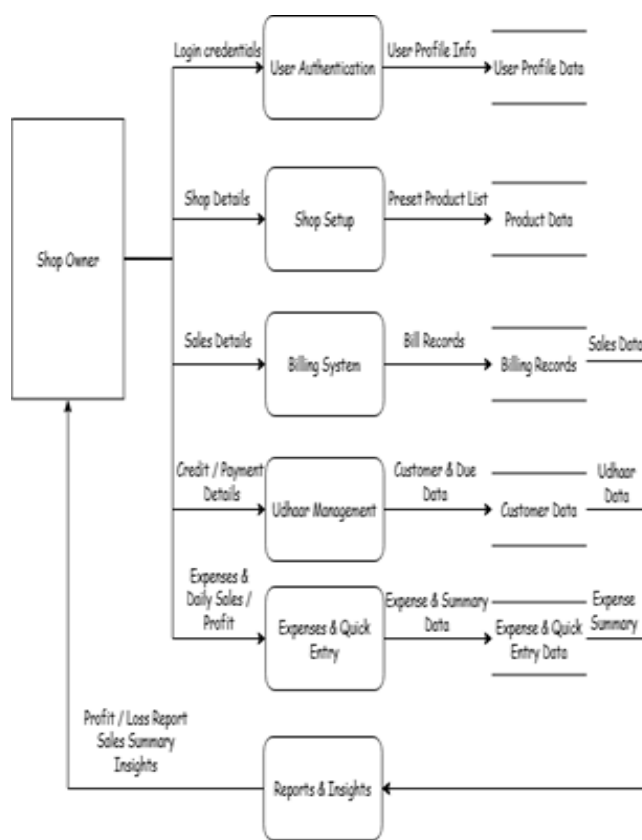 Login credentials
User Authentication
User Profile Info
User Profile Data
Shop Owner
Shop Details
Shop Setup
Preset Product List
Product Data
Sales Details
Billing System
Bill Records
Billing Records
Sales Data
Credit / Payment
Details
Udhaar Management
Customer & Due
Data
Customer Data
Udhaar
Data
Expenses &
Daily Sales /
Profit
Expenses & Quick
Entry
Expense & Summary
Data
Expense & Quick
Entry Data
Expense
Summary
Profit / Loss Report
Sales Summary
Insights
Reports & Insights